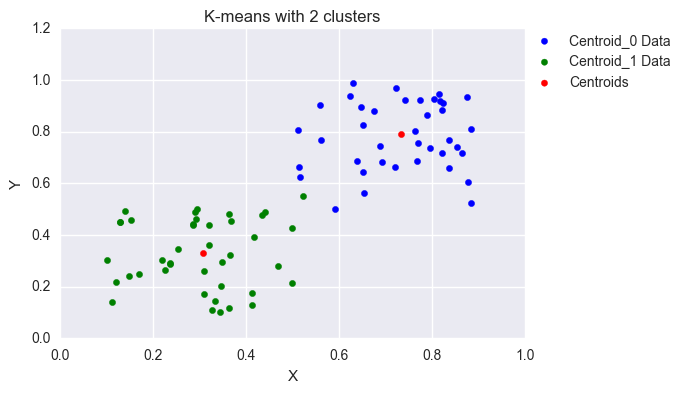 K-means with 2 clusters
Centroid_0 Data
Centroid_1 Data
Centroids
Y
1.2
1.0
0.8
0.6
0.4
0.2
0.0
0.0 0.2 0.4 0.6 0.8 1.0
X